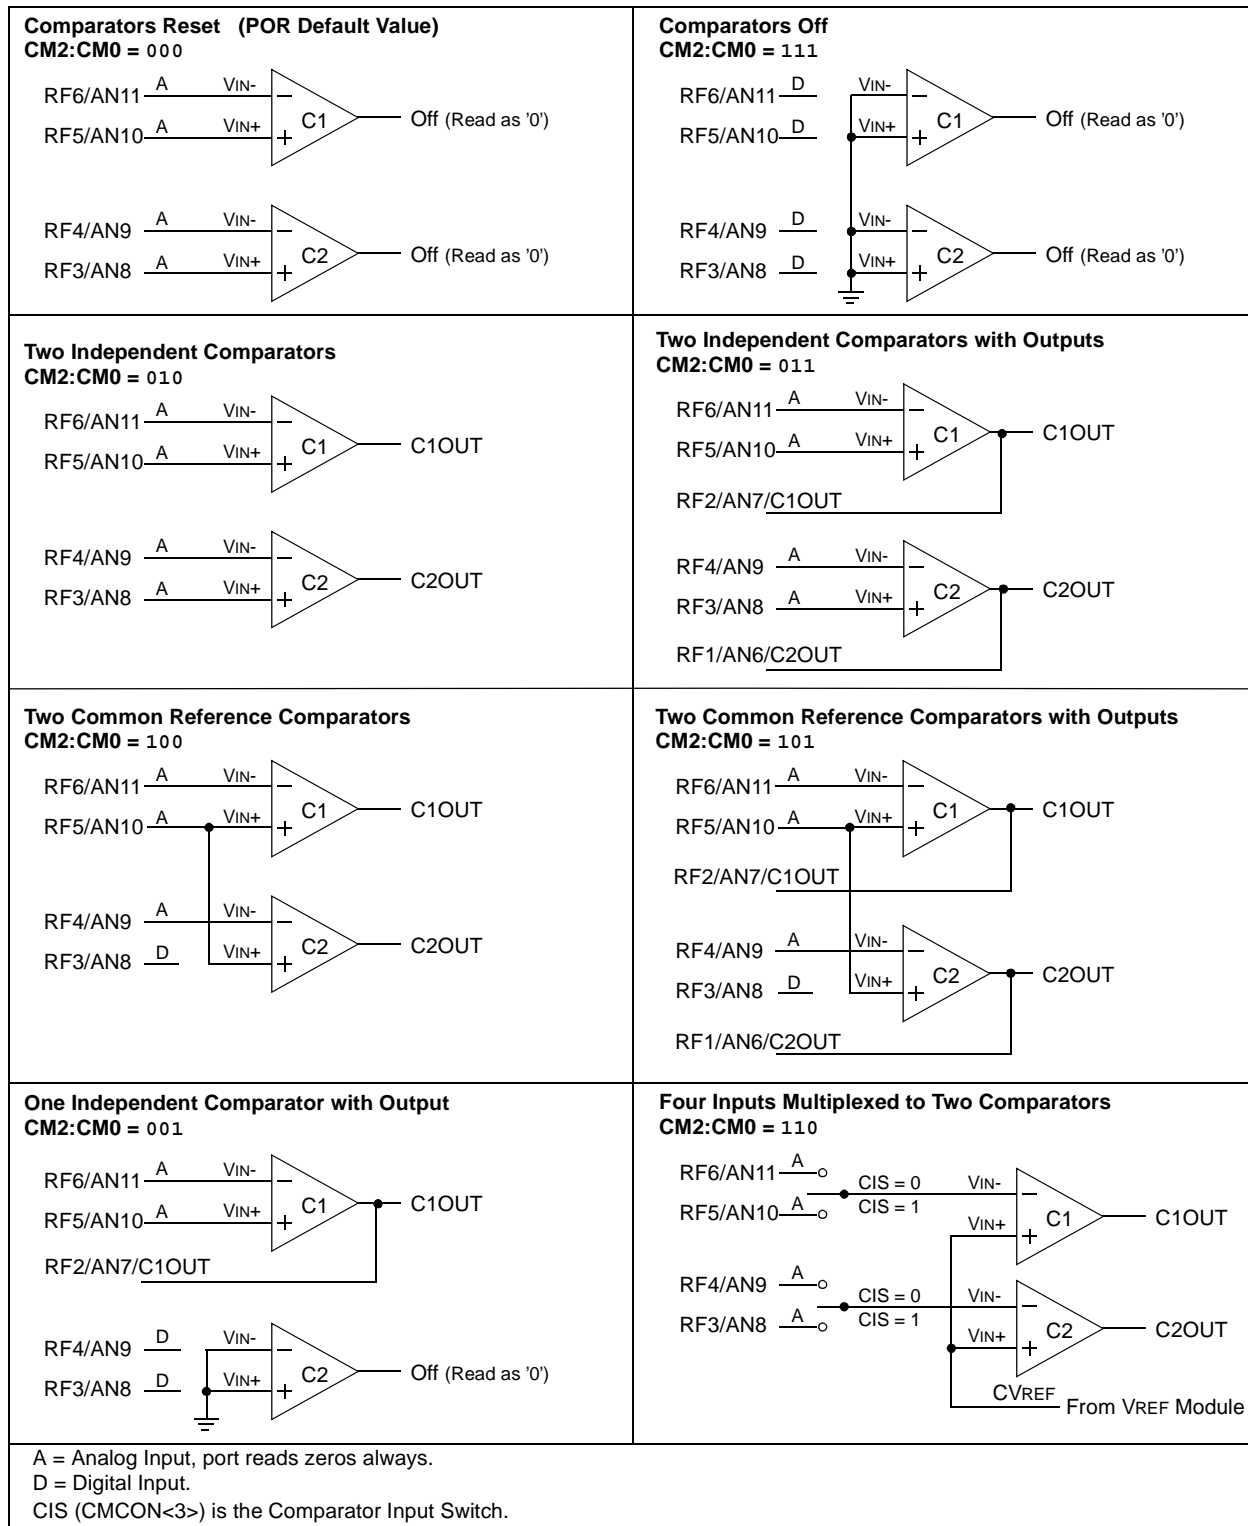 Comparators Reset (POR Default Value)
CM2:CM0 = 000
RF6/AN11 A VIN-
RF5/AN10 A VIN+
C1
Off (Read as '0')
RF4/AN9 A VIN-
RF3/AN8 A VIN+
C2
Off (Read as '0')
Comparators Off
CM2:CM0 = 111
RF6/AN11 D VIN-
RF5/AN10 D VIN+
C1
Off (Read as '0')
RF4/AN9 D VIN-
RF3/AN8 D VIN+
C2
Off (Read as '0')
Two Independent Comparators
CM2:CM0 = 010
RF6/AN11 A VIN-
RF5/AN10 A VIN+
C1
C1OUT
RF4/AN9 A VIN-
RF3/AN8 A VIN+
C2
C2OUT
Two Independent Comparators with Outputs
CM2:CM0 = 011
RF6/AN11 A VIN-
RF5/AN10 A VIN+
C1
C1OUT
RF2/AN7/C1OUT
RF4/AN9 A VIN-
RF3/AN8 A VIN+
C2
C2OUT
RF1/AN6/C2OUT
Two Common Reference Comparators
CM2:CM0 = 100
RF6/AN11 A VIN-
RF5/AN10 A VIN+
C1
C1OUT
RF4/AN9 A VIN-
RF3/AN8 D VIN+
C2
C2OUT
Two Common Reference Comparators with Outputs
CM2:CM0 = 101
RF6/AN11 A VIN-
RF5/AN10 A VIN+
C1
C1OUT
RF2/AN7/C1OUT
RF4/AN9 A VIN-
RF3/AN8 D VIN+
C2
C2OUT
RF1/AN6/C2OUT
One Independent Comparator with Output
CM2:CM0 = 001
RF6/AN11 A VIN-
RF5/AN10 A VIN+
C1
C1OUT
RF2/AN7/C1OUT
RF4/AN9 D VIN-
RF3/AN8 D VIN+
C2
Off (Read as '0')
Four Inputs Multiplexed to Two Comparators
CM2:CM0 = 110
RF6/AN11 A
CIS = 0 VIN-
RF5/AN10 A CIS = 1
VIN+
C1
C1OUT
RF4/AN9 A
CIS = 0 VIN-
RF3/AN8 A CIS = 1
VIN+
C2
C2OUT
CVREF
From VREF Module
A = Analog Input, port reads zeros always.
D = Digital Input.
CIS (CMCON<3>) is the Comparator Input Switch.